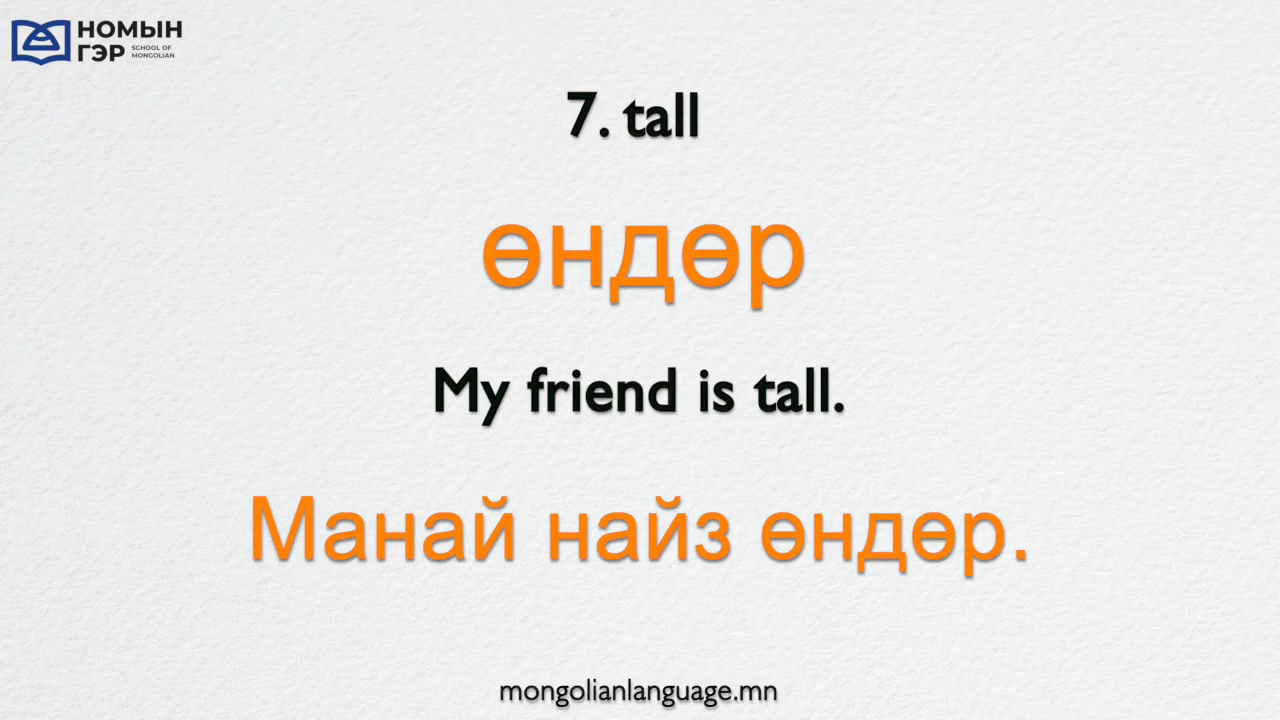 НОМЫН
ГЭР SCHOOL OF
MONGOLIAN
7. tall
өндөр
My friend is tall.
Манай найз өндөр.
mongolianlanguage.mn